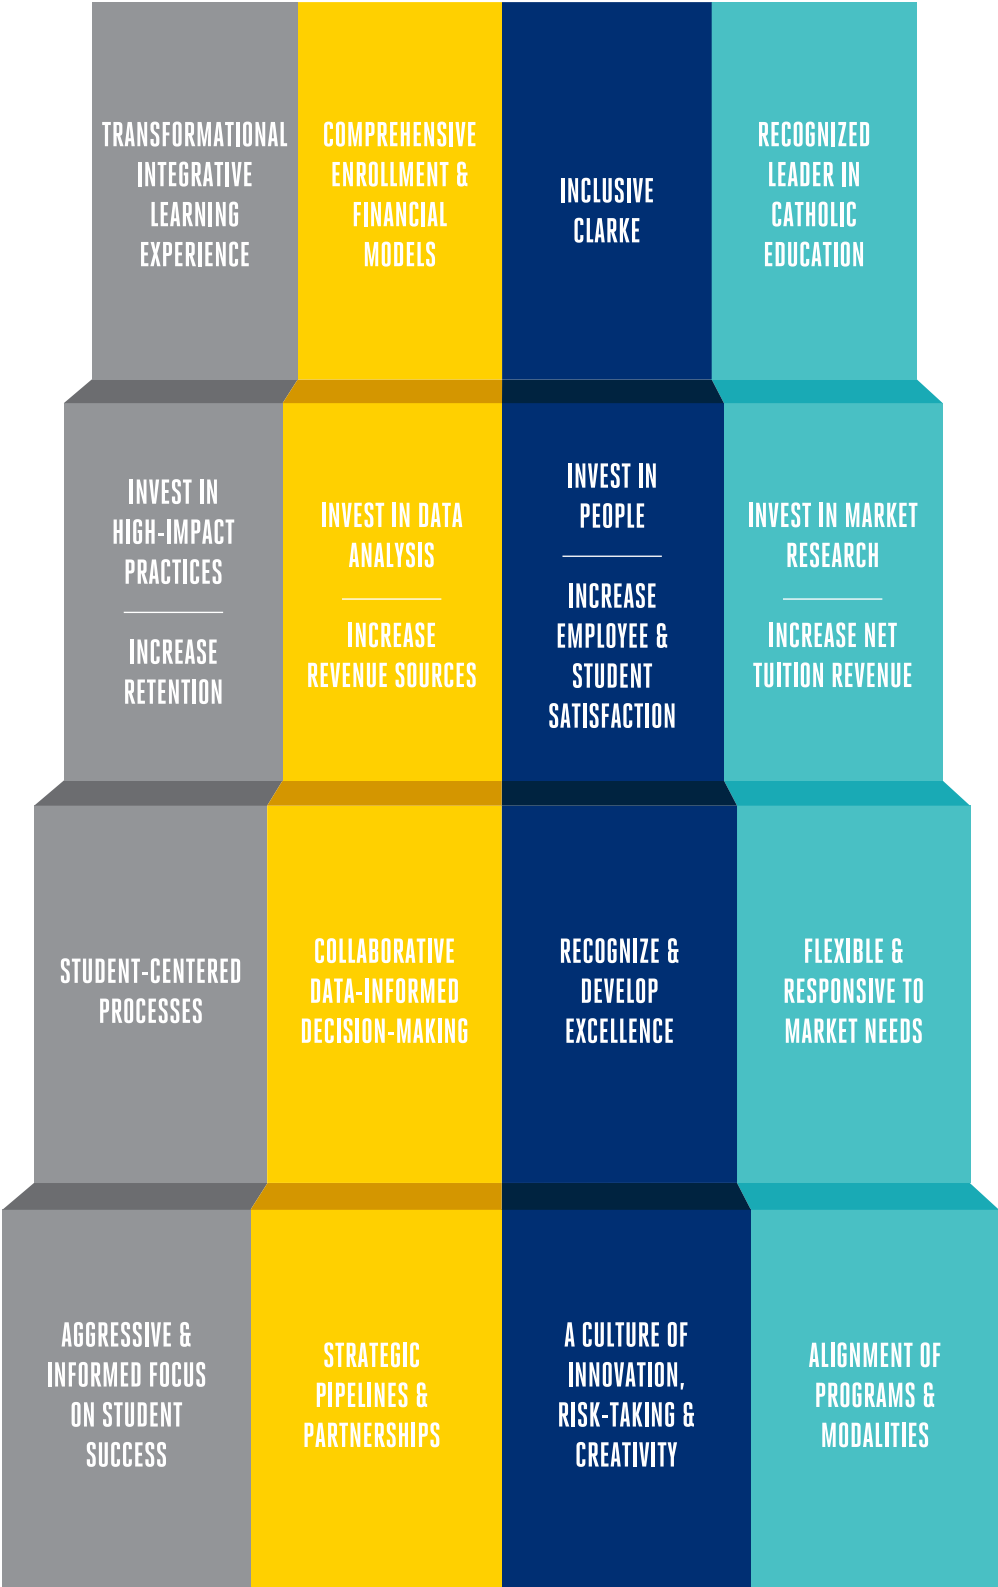 TRANSFORMATIONAL
INTEGRATIVE
LEARNING
EXPERIENCE
COMPREHENSIVE
ENROLLMENT &
FINANCIAL
MODELS
INCLUSIVE
CLARKE
RECOGNIZED
LEADER IN
CATHOLIC
EDUCATION
INVEST IN
HIGH-IMPACT
PRACTICES
INCREASE
RETENTION
INVEST IN DATA
ANALYSIS
INCREASE
REVENUE SOURCES
INVEST IN
PEOPLE
INCREASE
EMPLOYEE &
STUDENT
SATISFACTION
INVEST IN MARKET
RESEARCH
INCREASE NET
TUITION REVENUE
STUDENT-CENTERED
PROCESSES
COLLABORATIVE
DATA-INFORMED
DECISION-MAKING
RECOGNIZE &
DEVELOP
EXCELLENCE
FLEXIBLE &
RESPONSIVE TO
MARKET NEEDS
AGGRESSIVE &
INFORMED FOCUS
ON STUDENT
SUCCESS
STRATEGIC
PIPELINES &
PARTNERSHIPS
A CULTURE OF
INNOVATION,
RISK-TAKING &
CREATIVITY
ALIGNMENT OF
PROGRAMS &
MODALITIES